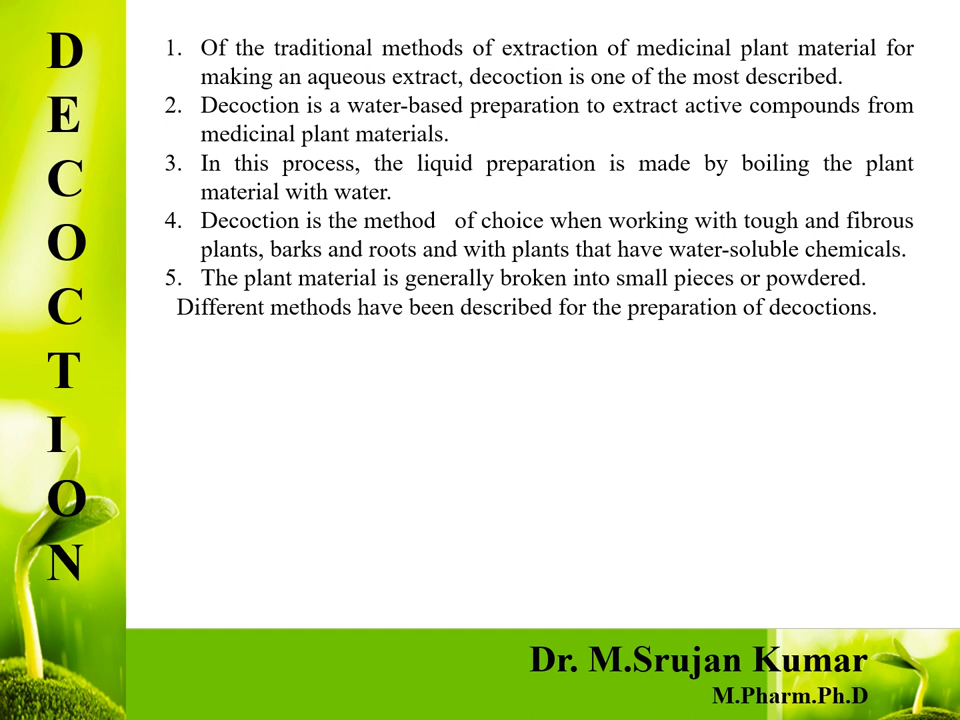 DECOCTION
1. Of the traditional methods of extraction of medicinal plant material for
making an aqueous extract, decoction is one of the most described.
2. Decoction is a water-based preparation to extract active compounds from
medicinal plant materials.
3. In this process, the liquid preparation is made by boiling the plant
material with water.
4. Decoction is the method of choice when working with tough and fibrous
plants, barks and roots and with plants that have water-soluble chemicals.
5. The plant material is generally broken into small pieces or powdered.
Different methods have been described for the preparation of decoctions.
Dr. M.Srujan Kumar
M.Pharm.Ph.D